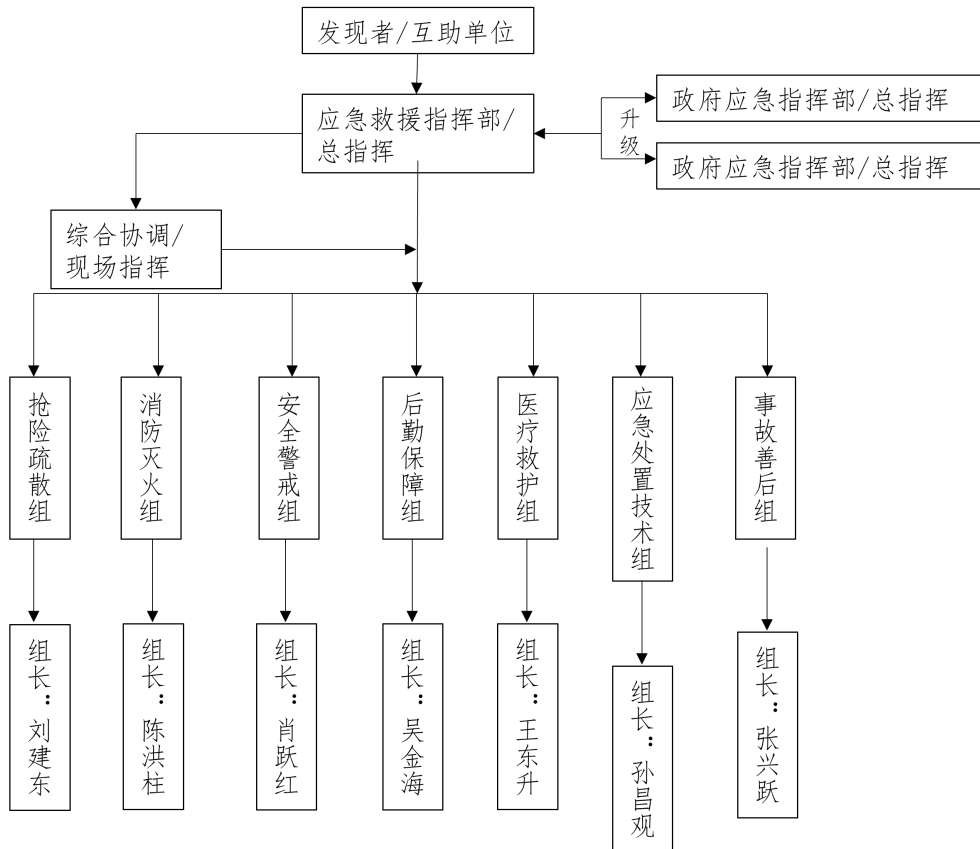 发现者/互助单位
应急救援指挥部/
总指挥
升级
政府应急指挥部/总指挥
政府应急指挥部/总指挥
综合协调/
现场指挥
抢险疏散组
消防灭火组
安全警戒组
后勤保障组
医疗救护组
应急处置技术组
事故善后组
组长：刘建东
组长：陈洪柱
组长：肖跃红
组长：吴金海
组长：王东升
组长：孙昌观
组长：张兴跃